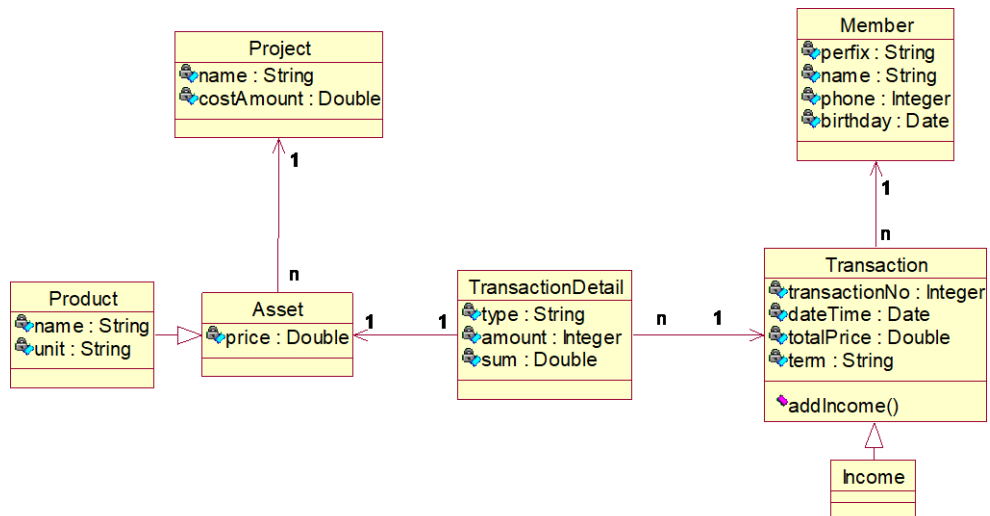 Project
name : String
costAmount : Double
1
n
Member
perfix : String
name : String
phone : Integer
birthday : Date
1
n
Product
name : String
unit : String
Asset
price : Double
1
1
TransactionDetail
type : String
amount : Integer
sum : Double
n
1
Transaction
transactionNo : Integer
dateTime : Date
totalPrice : Double
term : String
addIncome()
Income